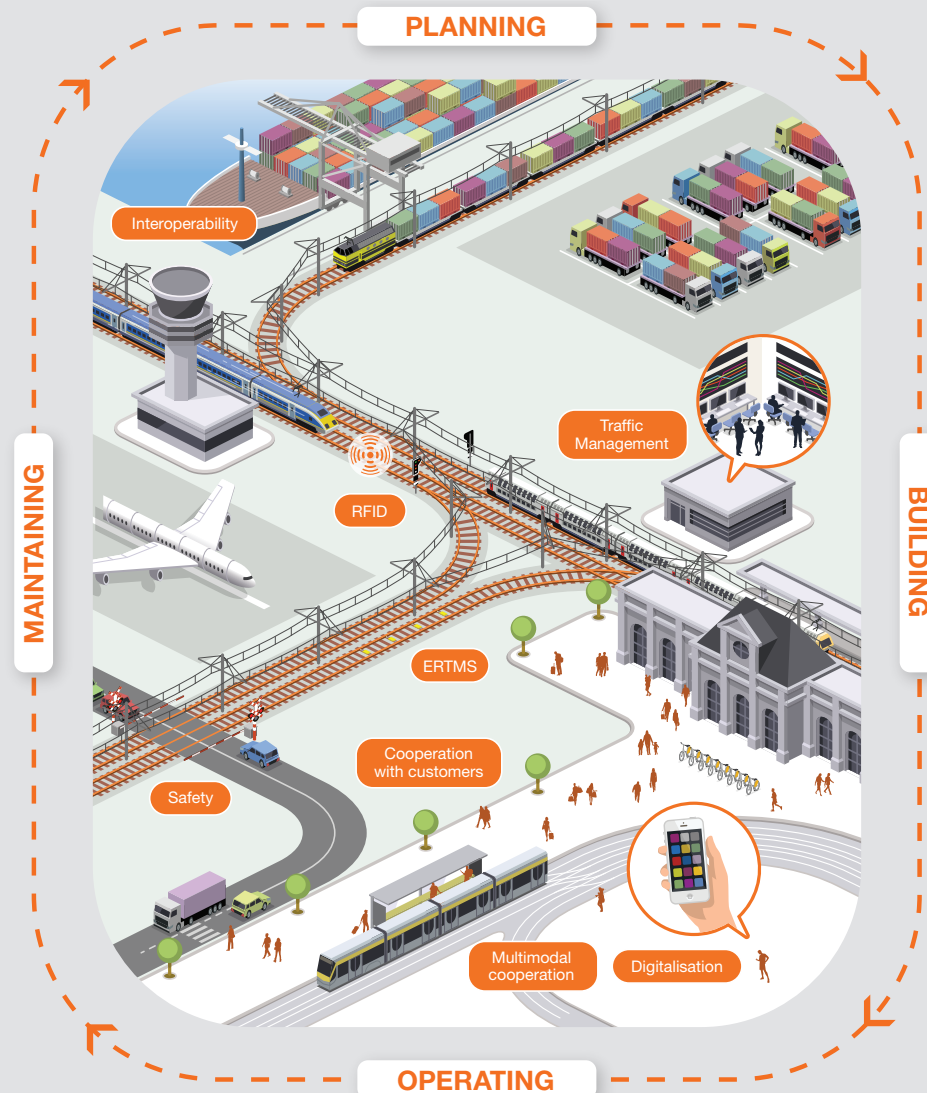 PLANNING
Interoperability
Traffic
Management
RFID
MAINTAINING
BUILDING
ERTMS
Cooperation
with customers
Safety
Multimodal
cooperation
Digitalisation
OPERATING